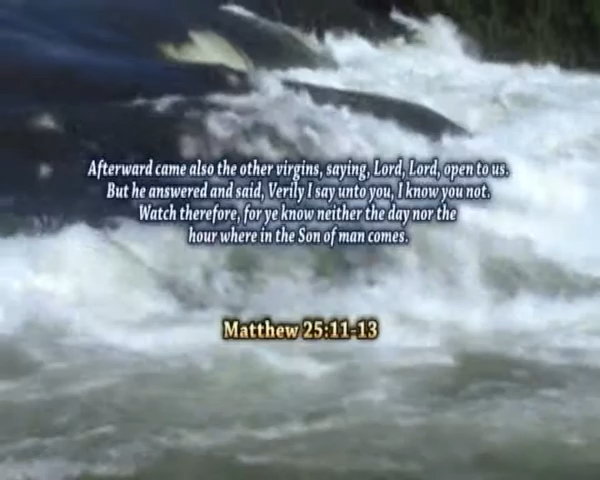 Afterward came also the other virgins, saying, Lord, Lord, open to us.
But he answered and said, Verily I say unto you, I know you not.
Watch therefore, for ye know neither the day nor the
hour where in the Son of man comes.
Matthew 25:11-13